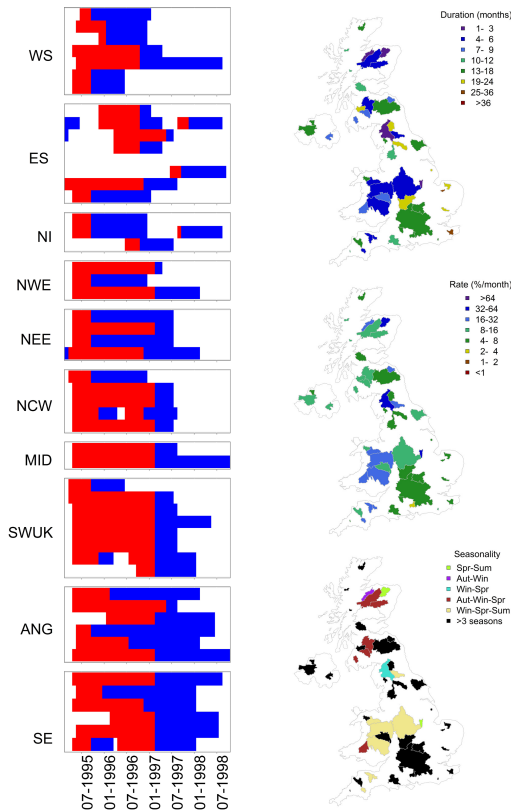 WS
ES
NI
NWE
NEE
NCW
MID
SWUK
ANG
SE
07-1995
01-1996
07-1996
01-1997
07-1997
01-1998
07-1998
Duration (months)
1- 3
4- 6
7- 9
10-12
13-18
19-24
25-36
>36
Rate (%/month)
>64
32-64
16-32
8-16
4- 8
2- 4
1- 2
<1
Seasonality
Spr-Sum
Aut-Win
Win-Spr
Aut-Win-Spr
Win-Spr-Sum
>3 seasons